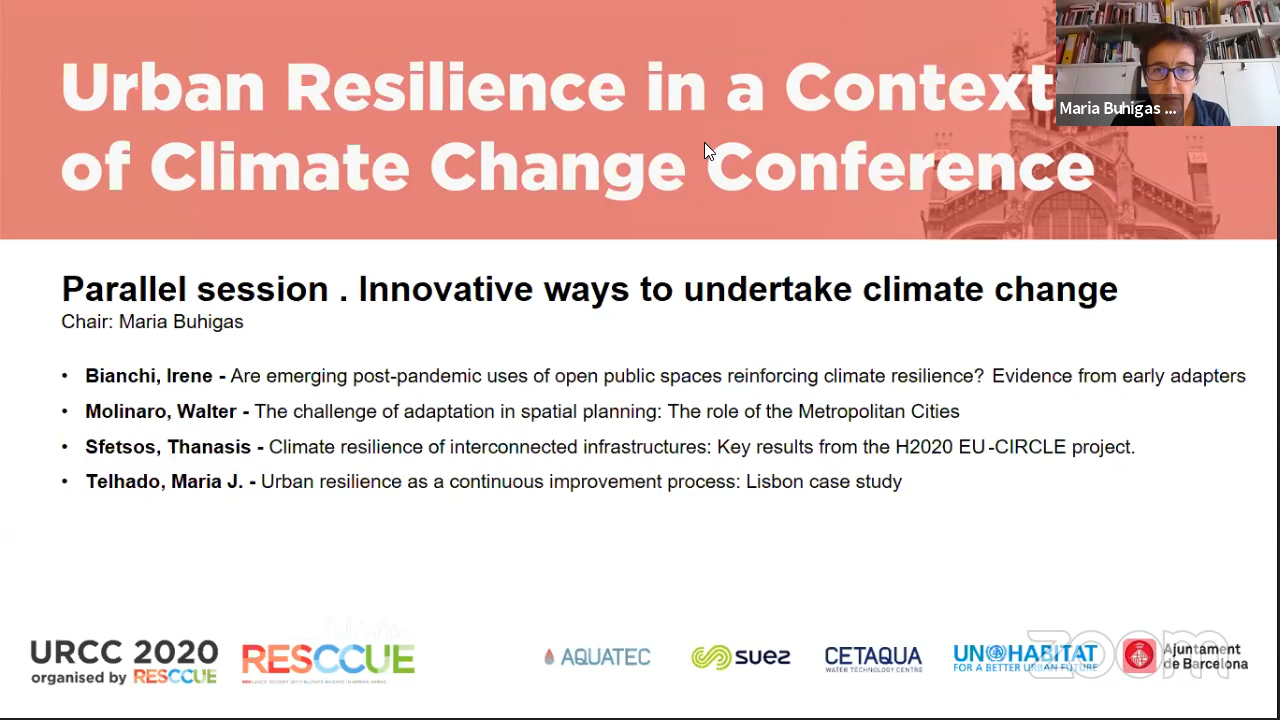 Urban Resilience in a Context
of Climate Change Conference
Maria Buhigas ...
Parallel session . Innovative ways to undertake climate change
Chair: Maria Buhigas
• Bianchi, Irene - Are emerging post-pandemic uses of open public spaces reinforcing climate resilience? Evidence from early adapters
• Molinaro, Walter - The challenge of adaptation in spatial planning: The role of the Metropolitan Cities
• Sfetsos, Thanasis - Climate resilience of interconnected infrastructures: Key results from the H2020 EU-CIRCLE project.
• Telhado, Maria J. - Urban resilience as a continuous improvement process: Lisbon case study
URCC 2020
organised by RESCCUE
RESCCUE
AQUATEC
suez
CETAQUA
WATER TECHNOLOGY CENTRE
UN HABITAT
FOR A BETTER URBAN FUTURE
zoom
Ajuntament
de Barcelona